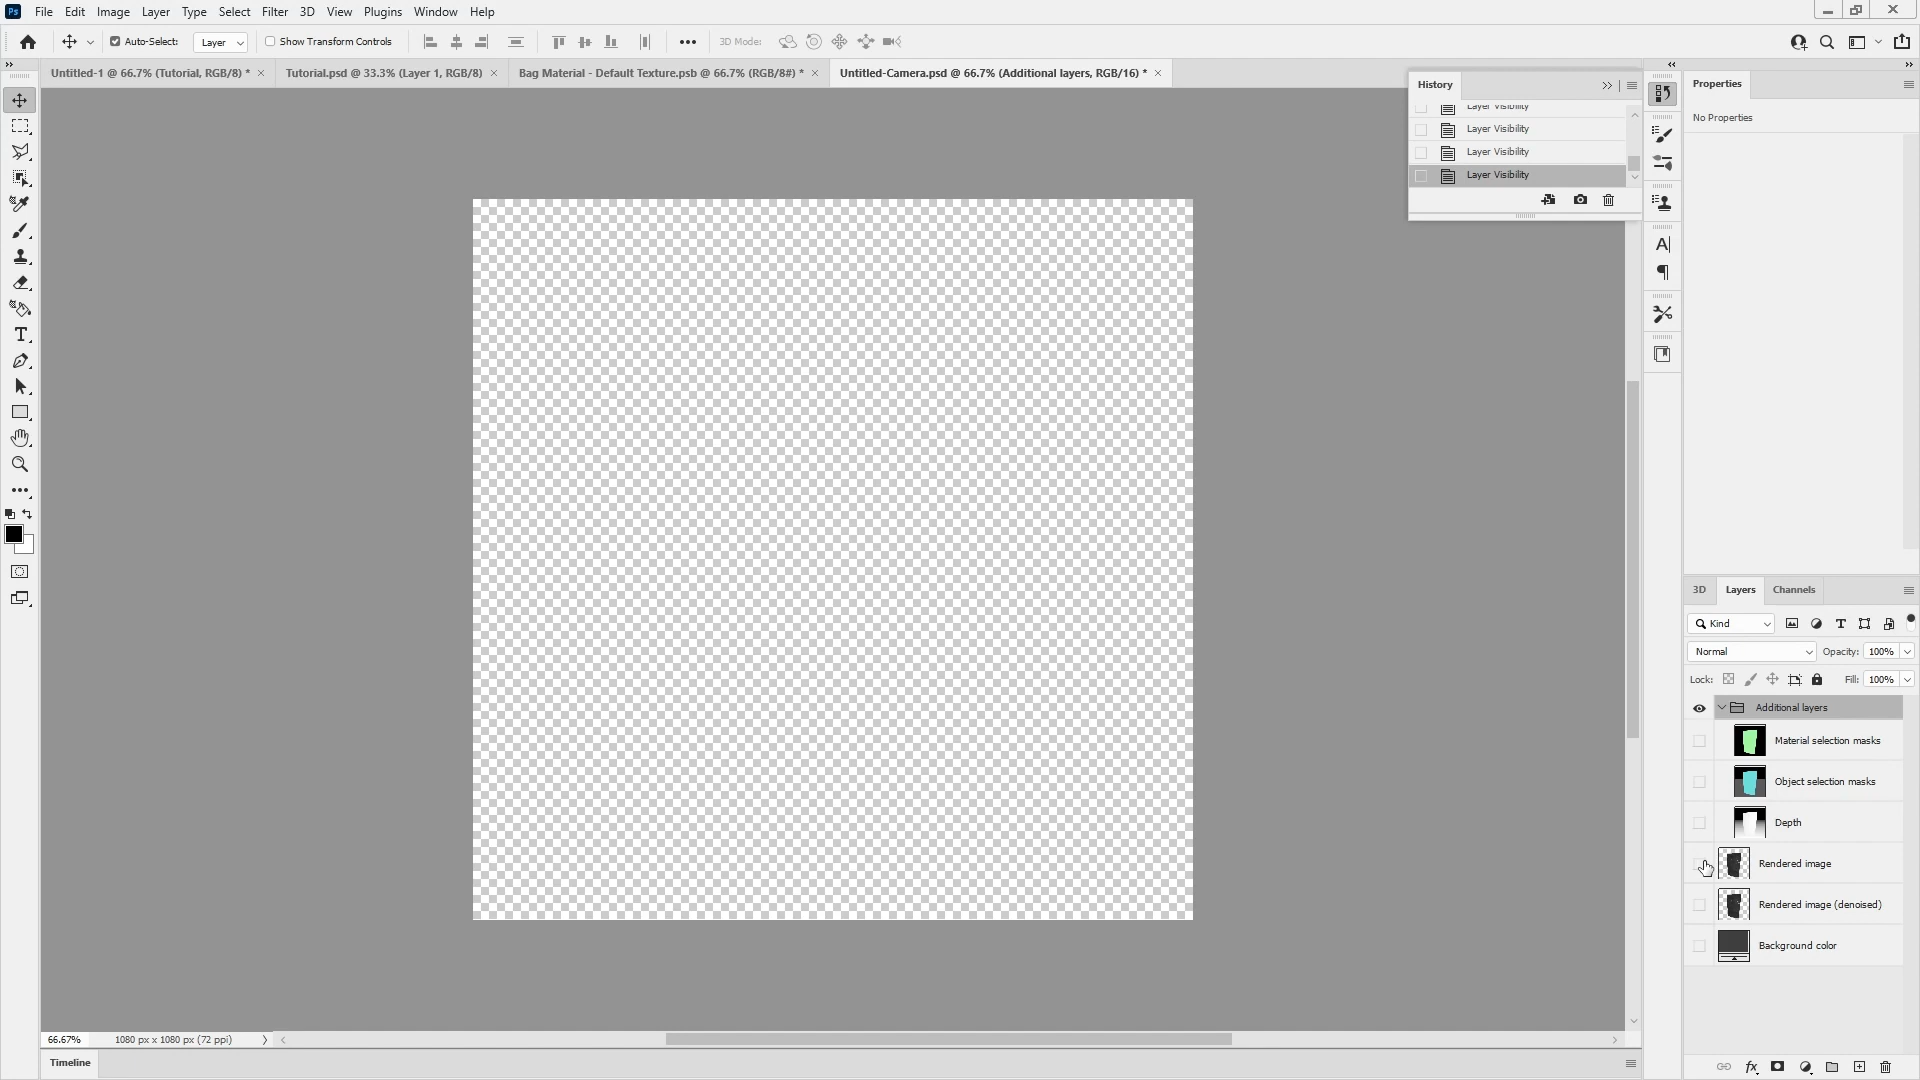 Ps File Edit Image Layer Type Select Filter 3D View Plugins Window Help
Auto-Select: Layer Show Transform Controls 3D Mode:
Untitled-1 @ 66.7% (Tutorial, RGB/8) * Tutorial.psd @ 33.3% (Layer 1, RGB/8) Bag Material - Default Texture.psb @ 66.7% (RGB/8#) * Untitled-Camera.psd @ 66.7% (Additional layers, RGB/16) *
History
Layer Visibility
Layer Visibility
Layer Visibility
Layer Visibility
Properties
No Properties
3D Layers Channels
Kind
Normal Opacity: 100%
Lock: Fill: 100%
Additional layers
Material selection masks
Object selection masks
Depth
Rendered image
Rendered image (denoised)
Background color
66.67% 1080 px x 1080 px (72 ppi)
Timeline